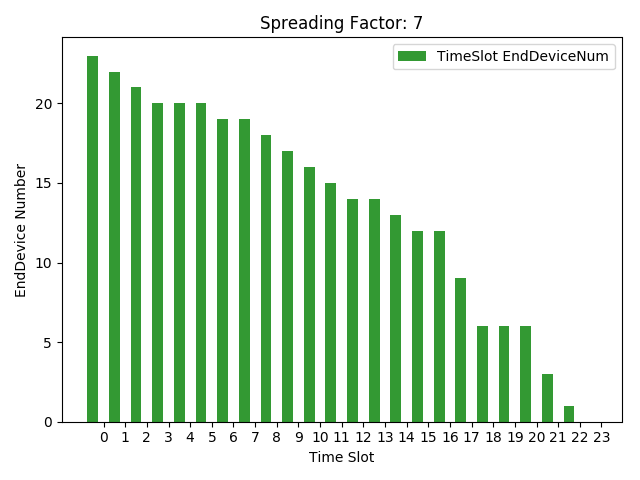 Spreading Factor: 7
TimeSlot EndDeviceNum
EndDevice Number
20
15
10
5
0
0 1 2 3 4 5 6 7 8 9 10 11 12 13 14 15 16 17 18 19 20 21 22 23
Time Slot